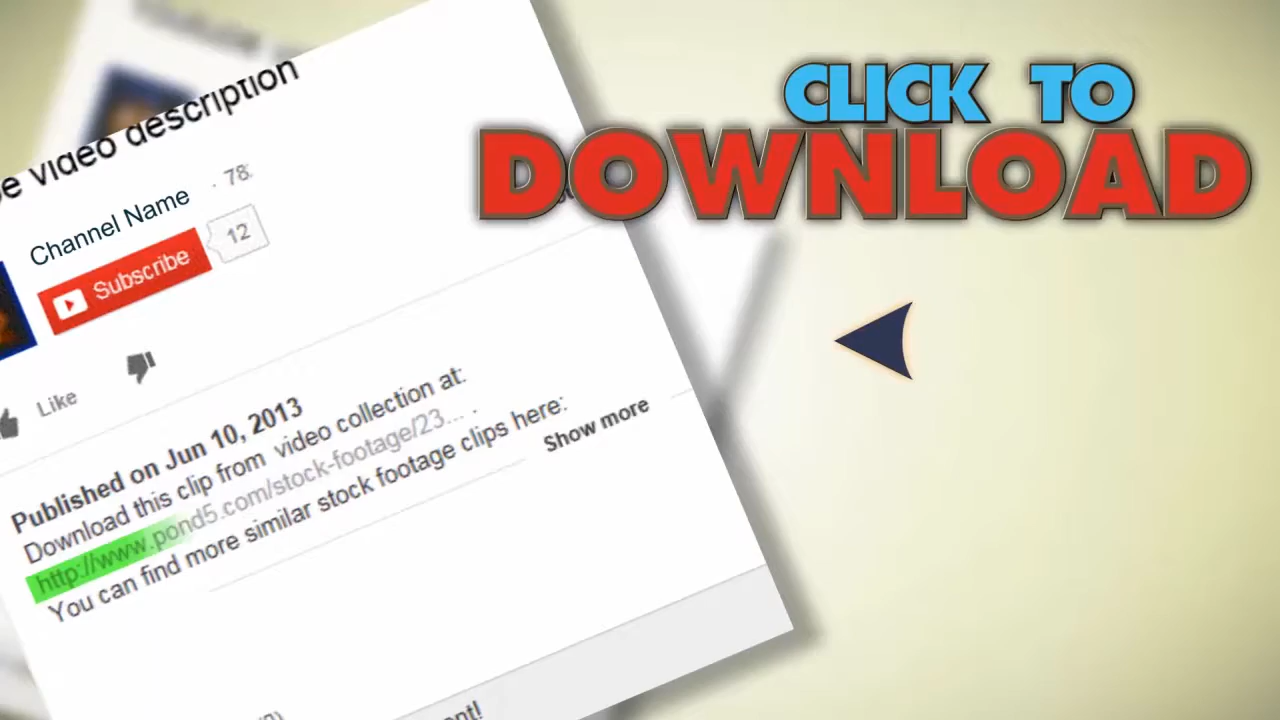 CLICK TO
DOWNLOAD
video description
Channel Name
78
Subscribe
12
Like
Published on Jun 10, 2013
Download this clip from video collection at:
http://www.pond5.com/stock-footage/23... .
You can find more similar stock footage clips here:
Show more